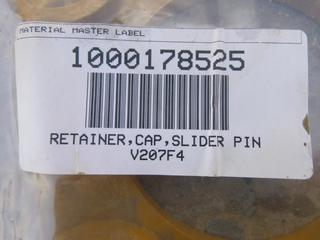 MATERIAL MASTER LABEL
1000178525
RETAINER,CAP,SLIDER PIN
V207F4